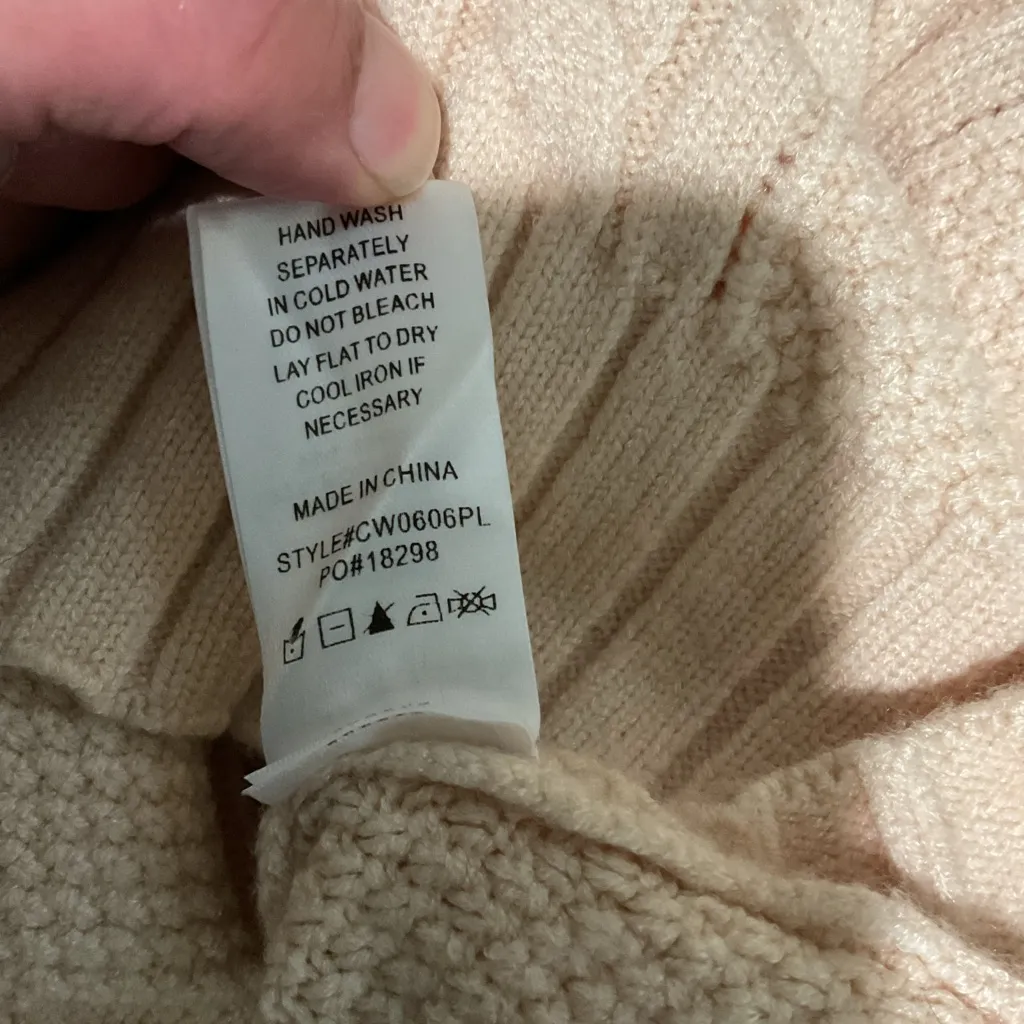 HAND WASH
SEPARATELY
IN COLD WATER
DO NOT BLEACH
LAY FLAT TO DRY
COOL IRON IF
NECESSARY
MADE IN CHINA
STYLE#CW0606PL
PO#18298